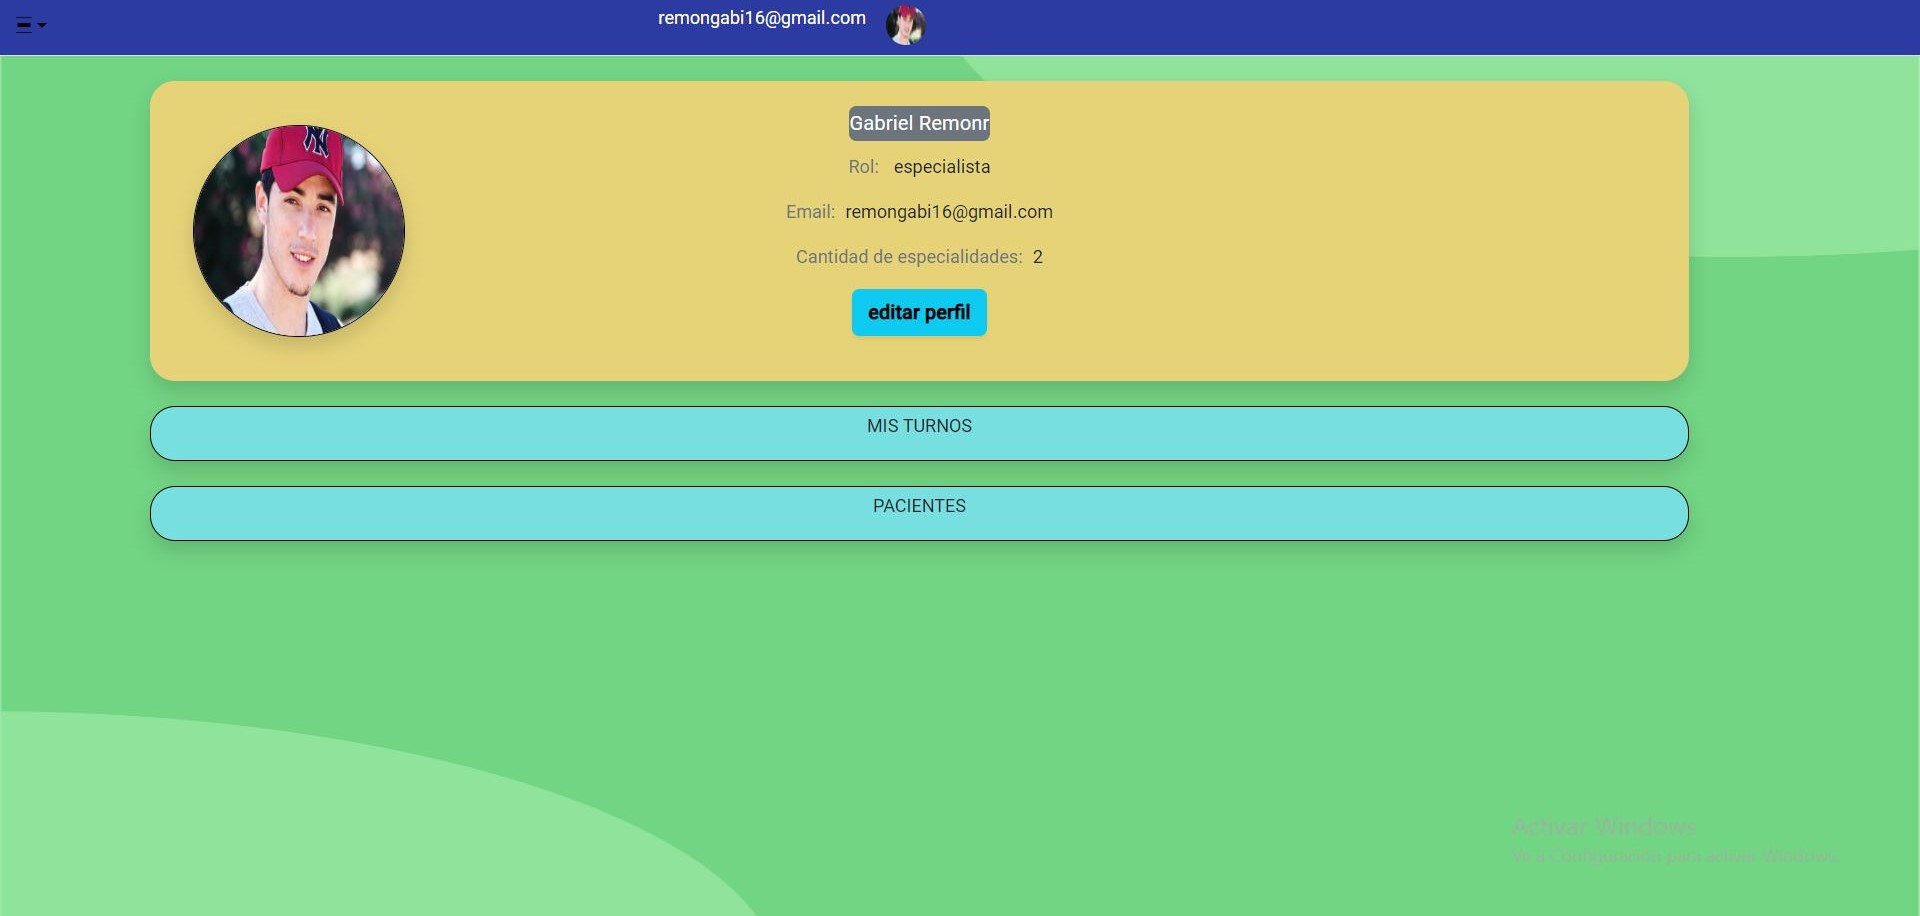 remongabi16@gmail.com
Gabriel Remonr
Rol: especialista
Email: remongabi16@gmail.com
Cantidad de especialidades: 2
editar perfil
MIS TURNOS
PACIENTES
Activar Windows
Ve a Configuración para activar Windows.